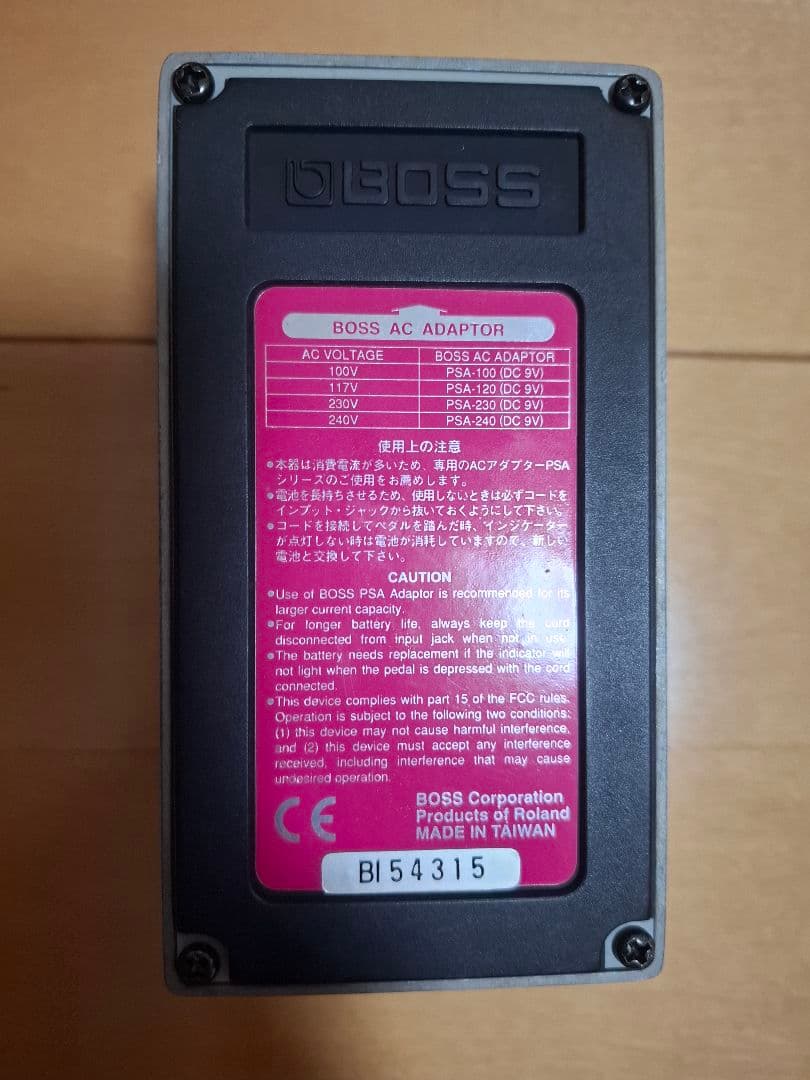 BOSS
BOSS AC ADAPTOR
AC VOLTAGE BOSS AC ADAPTOR
100V PSA-100 (DC 9V)
117V PSA-120 (DC 9V)
230V PSA-230 (DC 9V)
240V PSA-240 (DC 9V)
使用上の注意
●本器は消費電流が多いため、専用のACアダプターPSA
シリーズのご使用をお薦めします。
●電池を長持ちさせるため、使用しないときは必ずコードを
インプット・ジャックから抜いておくようにして下さい。
●コードを接続してペダルを踏んだ時、インジケーター
が点灯しない時は電池が消耗していますので、新しい
電池と交換して下さい。
CAUTION
●Use of BOSS PSA Adaptor is recommended for its
larger current capacity.
●For longer battery life, always keep the cord
disconnected from input jack when not in use.
●The battery needs replacement if the indicator will
not light when the pedal is depressed with the cord
connected.
●This device complies with part 15 of the FCC rules.
Operation is subject to the following two conditions:
(1) this device may not cause harmful interference,
and (2) this device must accept any interference
received, including interference that may cause
undesired operation.
CE
BOSS Corporation
Products of Roland
MADE IN TAIWAN
BI54315